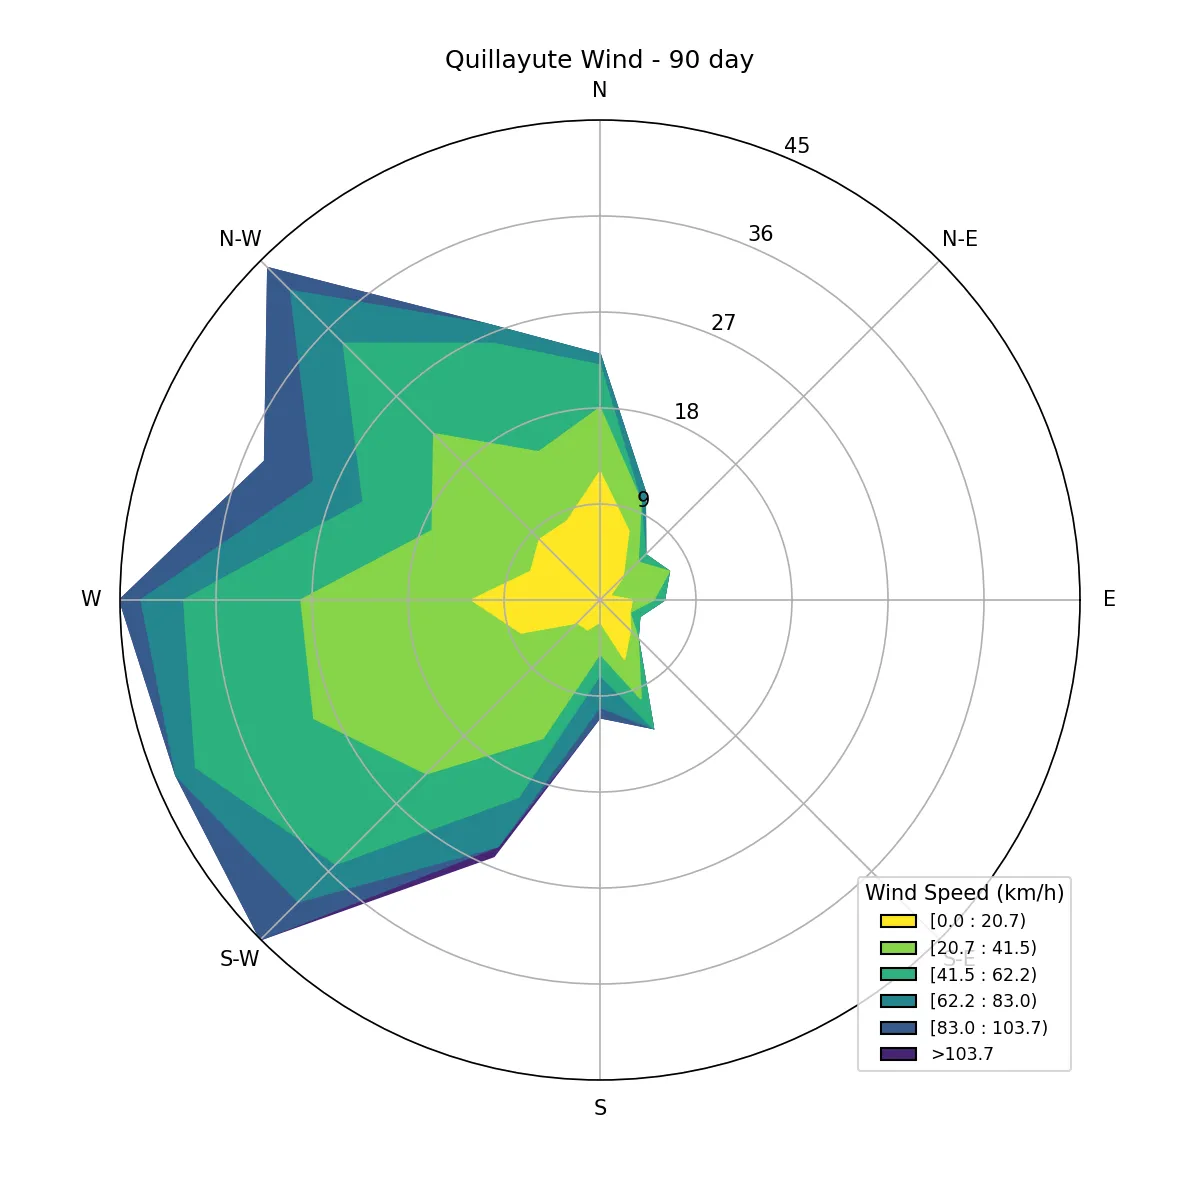 Quillayute Wind - 90 day
N
45
N-W
36
N-E
27
18
9
W
E
Wind Speed (km/h)
[0.0 : 20.7)
[20.7 : 41.5)
S-W
S-E
[41.5 : 62.2)
[62.2 : 83.0)
[83.0 : 103.7)
>103.7
S